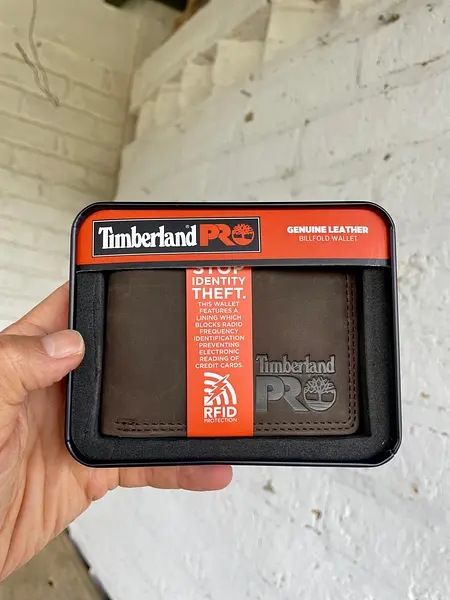 Timberland PRO
GENUINE LEATHER
BILLFOLD WALLET
STOP
IDENTITY
THEFT.
THIS WALLET
FEATURES A
LINING WHICH
BLOCKS RADIO
FREQUENCY
IDENTIFICATION
PREVENTING
ELECTRONIC
READING OF
CREDIT CARDS.
RFID
PROTECTION
Timberland
PRO